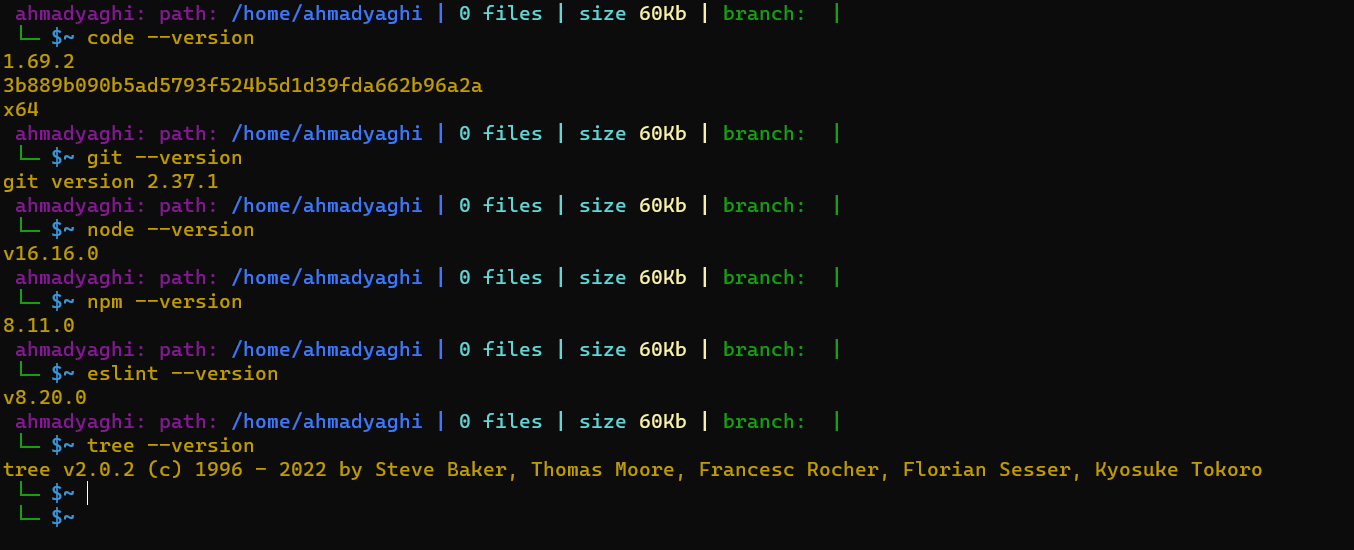 ahmadyaghi: path: /home/ahmadyaghi | 0 files | size 60Kb | branch:  |
└─ $~ code --version
1.69.2
3b889b090b5ad5793f524b5d1d39fda662b96a2a
x64
ahmadyaghi: path: /home/ahmadyaghi | 0 files | size 60Kb | branch:  |
└─ $~ git --version
git version 2.37.1
ahmadyaghi: path: /home/ahmadyaghi | 0 files | size 60Kb | branch:  |
└─ $~ node --version
v16.16.0
ahmadyaghi: path: /home/ahmadyaghi | 0 files | size 60Kb | branch:  |
└─ $~ npm --version
8.11.0
ahmadyaghi: path: /home/ahmadyaghi | 0 files | size 60Kb | branch:  |
└─ $~ eslint --version
v8.20.0
ahmadyaghi: path: /home/ahmadyaghi | 0 files | size 60Kb | branch:  |
└─ $~ tree --version
tree v2.0.2 (c) 1996 - 2022 by Steve Baker, Thomas Moore, Francesc Rocher, Florian Sesser, Kyosuke Tokoro
└─ $~
└─ $~